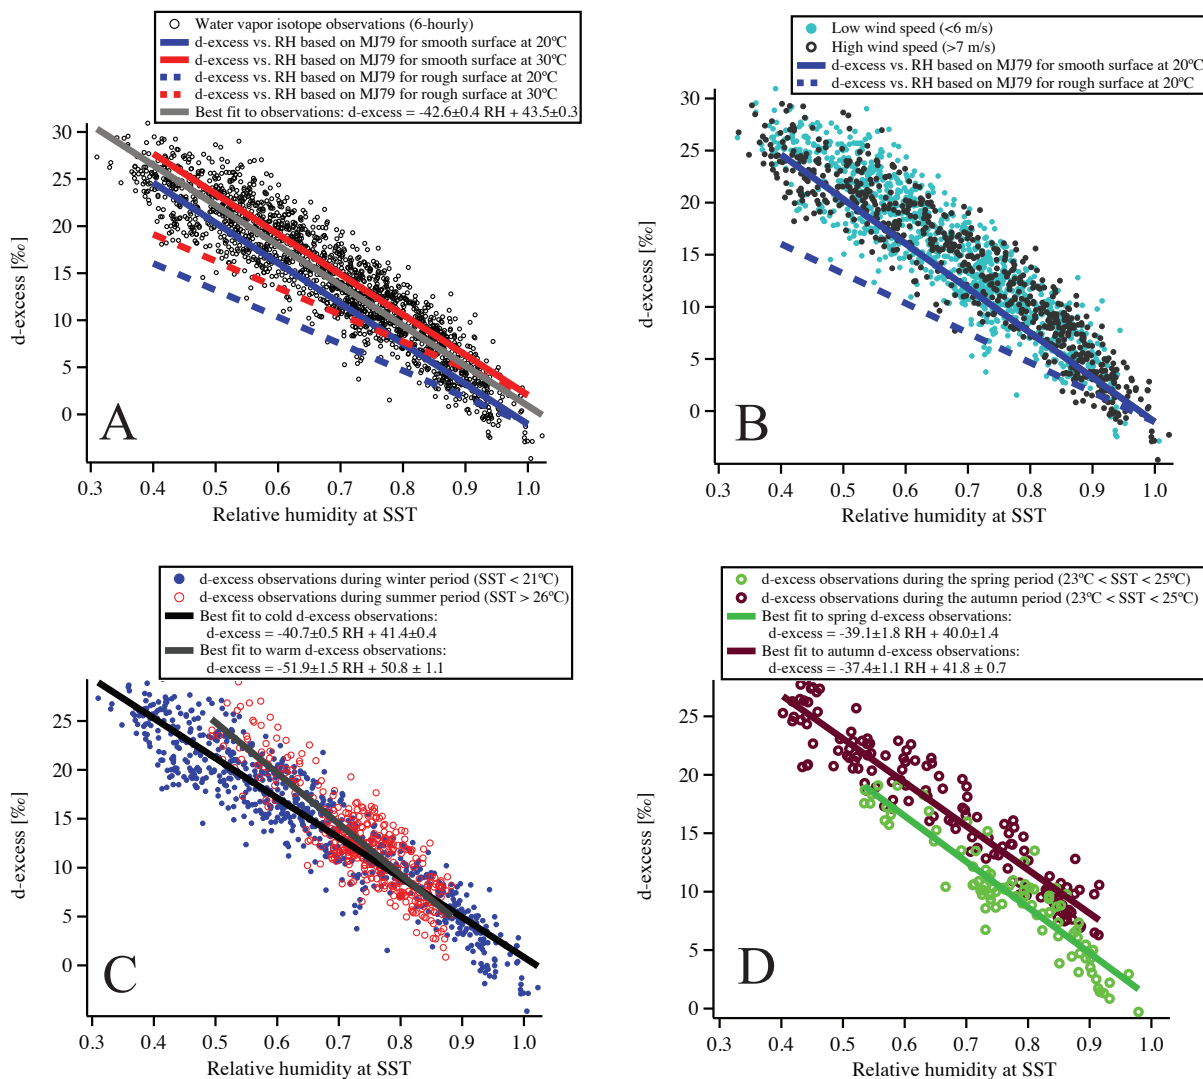 Water vapor isotope observations (6-hourly)
d-excess vs. RH based on MJ79 for smooth surface at 20ºC
d-excess vs. RH based on MJ79 for smooth surface at 30ºC
d-excess vs. RH based on MJ79 for rough surface at 20ºC
d-excess vs. RH based on MJ79 for rough surface at 30ºC
Best fit to observations: d-excess = -42.6±0.4 RH + 43.5±0.3
30
25
20
15
10
5
0
d-excess [‰]
A
0.3 0.4 0.5 0.6 0.7 0.8 0.9 1.0
Relative humidity at SST
Low wind speed (<6 m/s)
High wind speed (>7 m/s)
d-excess vs. RH based on MJ79 for smooth surface at 20ºC
d-excess vs. RH based on MJ79 for rough surface at 20ºC
30
25
20
15
10
5
0
d-excess [‰]
B
0.3 0.4 0.5 0.6 0.7 0.8 0.9 1.0
Relative humidity at SST
d-excess observations during winter period (SST < 21ºC)
d-excess observations during summer period (SST > 26ºC)
Best fit to cold d-excess observations:
d-excess = -40.7±0.5 RH + 41.4±0.4
Best fit to warm d-excess observations:
d-excess = -51.9±1.5 RH + 50.8 ± 1.1
25
20
15
10
5
0
d-excess [‰]
C
0.3 0.4 0.5 0.6 0.7 0.8 0.9 1.0
Relative humidity at SST
d-excess observations during the spring period (23ºC < SST < 25ºC)
d-excess observations during the autumn period (23ºC < SST < 25ºC)
Best fit to spring d-excess observations:
d-excess = -39.1±1.8 RH + 40.0±1.4
Best fit to autumn d-excess observations:
d-excess = -37.4±1.1 RH + 41.8 ± 0.7
25
20
15
10
5
0
d-excess [‰]
D
0.3 0.4 0.5 0.6 0.7 0.8 0.9 1.0
Relative humidity at SST